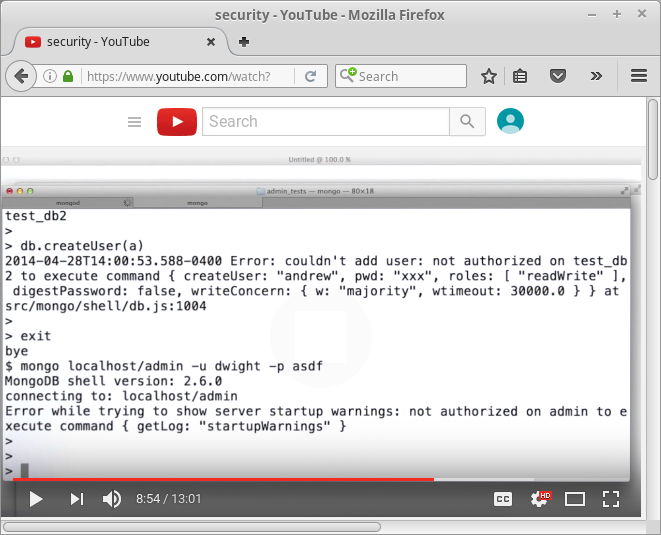 security - YouTube - Mozilla Firefox
security - YouTube
https://www.youtube.com/watch?
Search
Search
Untitled @ 100.0 %
admin_tests — mongo — 80×18
mongod
mongo
test_db2
>
> db.createUser(a)
2014-04-28T14:00:53.588-0400 Error: couldn't add user: not authorized on test_db
2 to execute command { createUser: "andrew", pwd: "xxx", roles: [ "readWrite" ],
digestPassword: false, writeConcern: { w: "majority", wtimeout: 30000.0 } } at
src/mongo/shell/db.js:1004
>
> exit
bye
$ mongo localhost/admin -u dwight -p asdf
MongoDB shell version: 2.6.0
connecting to: localhost/admin
Error while trying to show server startup warnings: not authorized on admin to e
xecute command { getLog: "startupWarnings" }
>
>
>
8:54 / 13:01
CC
HD